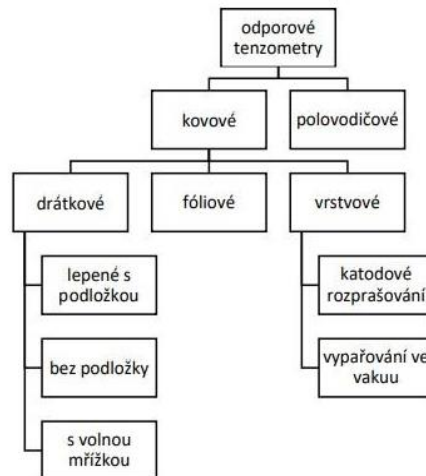 odporové
tenzometry
kovové
polovodičové
drátkové
fóliové
vrstvové
lepené s
podložkou
katodové
rozprašování
bez podložky
vypařování ve
vakuu
s volnou
mřížkou